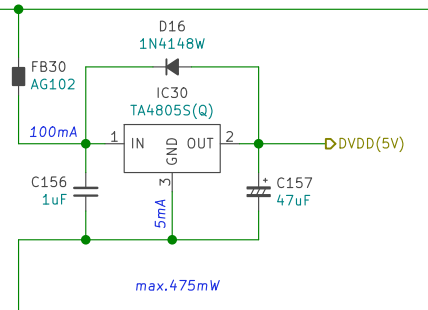 D16
1N4148W
FB30
AG102
IC30
TA4805S(Q)
100mA
1 IN GND OUT 2
DVDD(5V)
3
C156
1uF
5mA
+
C157
47uF
max.475mW